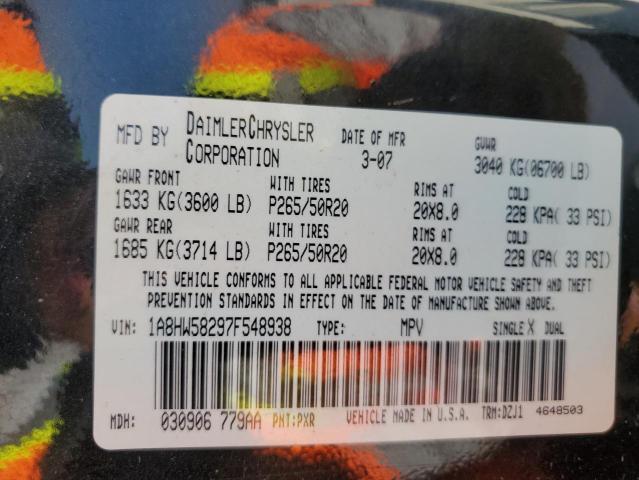 MFD BY DAIMLERCHRYSLER CORPORATION DATE OF MFR 3-07 GVWR 3040 KG(06700 LB)
GAWR FRONT WITH TIRES RIMS AT COLD
1633 KG(3600 LB) P265/50R20 20X8.0 228 KPA( 33 PSI)
GAWR REAR WITH TIRES RIMS AT COLD
1685 KG(3714 LB) P265/50R20 20X8.0 228 KPA( 33 PSI)
THIS VEHICLE CONFORMS TO ALL APPLICABLE FEDERAL MOTOR VEHICLE SAFETY AND THEFT
PREVENTION STANDARDS IN EFFECT ON THE DATE OF MANUFACTURE SHOWN ABOVE.
VIN: 1A8HW58297F548938 TYPE: MPV SINGLE X DUAL
MDH: 030906 779AA PNT:PXR VEHICLE MADE IN U.S.A. TRM:DZJ1 4648503